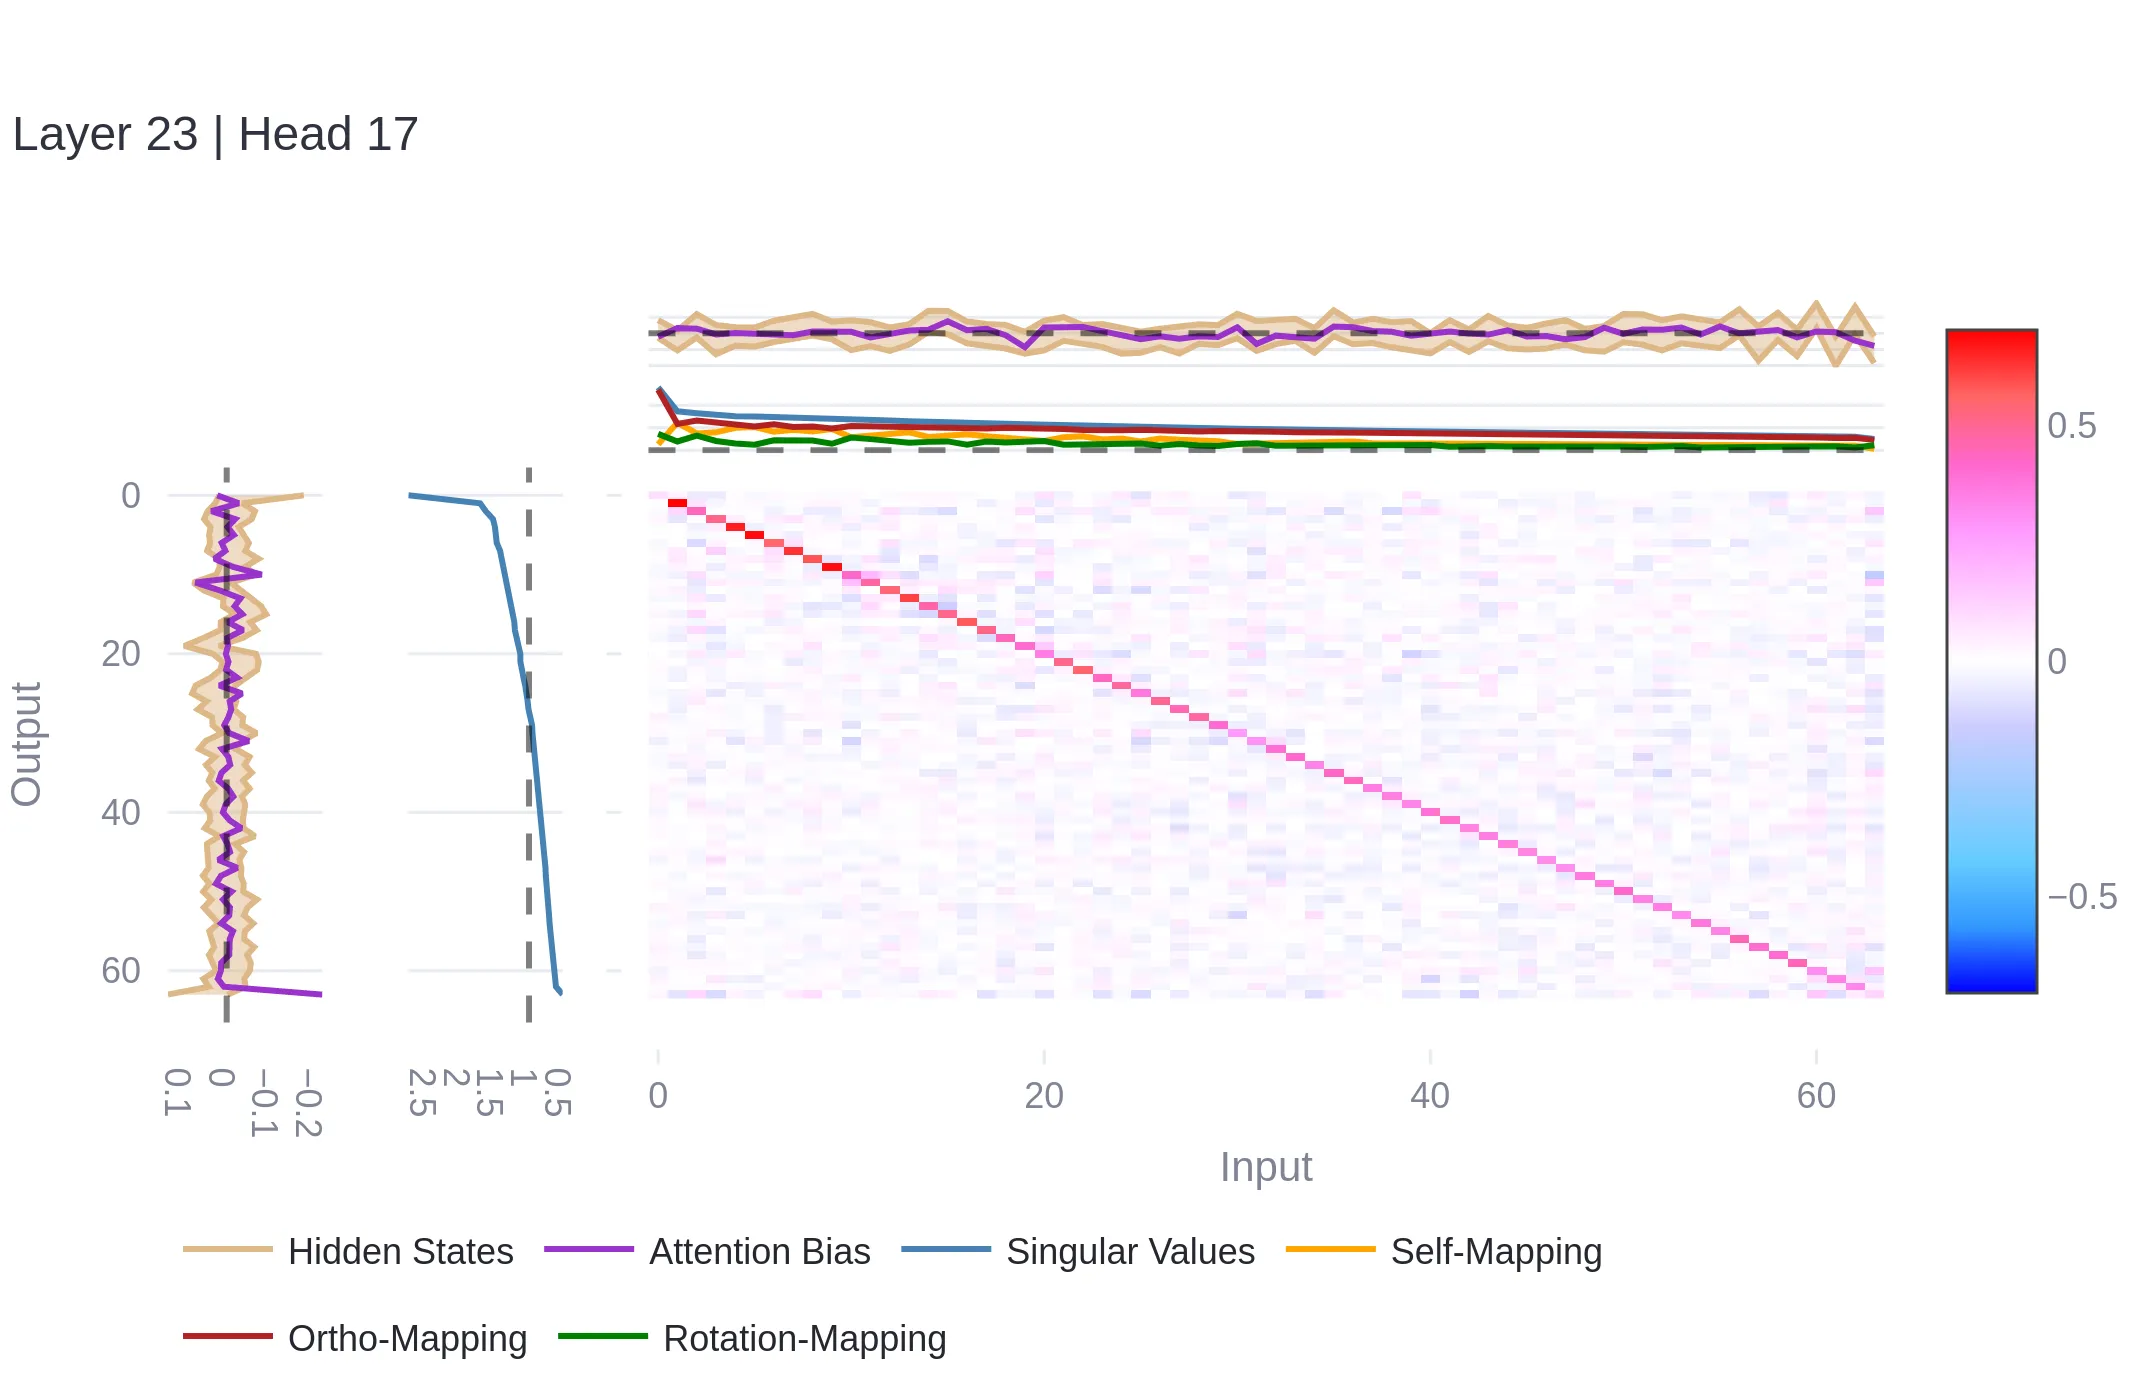 Layer 23 | Head 17
0.5
0
−0.5
0
20
40
60
Output
0.1
0
−0.1
−0.2
2.5
2
1.5
1
0.5
0
20
40
60
Input
Hidden States
Attention Bias
Singular Values
Self-Mapping
Ortho-Mapping
Rotation-Mapping